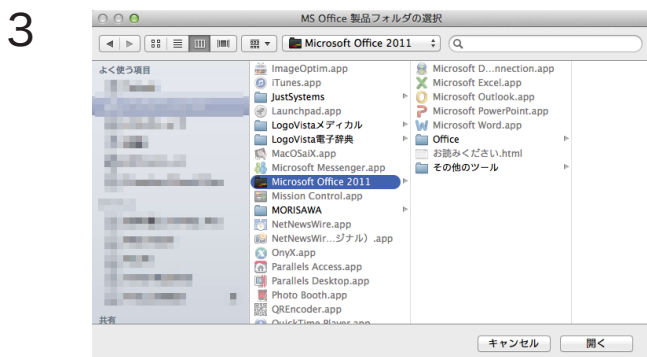 3
MS Office 製品フォルダの選択
Microsoft Office 2011
よく使う項目
共有
ImageOptim.app
iTunes.app
JustSystems
Launchpad.app
LogoVistaメディカル
LogoVista電子辞典
MacOSaiX.app
Microsoft Messenger.app
Microsoft Office 2011
Mission Control.app
MORISAWA
NetNewsWire.app
NetNewsWir...ジナル）.app
OnyX.app
Parallels Access.app
Parallels Desktop.app
Photo Booth.app
QREncoder.app
QuickTime Player.app
Microsoft D...nnection.app
Microsoft Excel.app
Microsoft Outlook.app
Microsoft PowerPoint.app
Microsoft Word.app
Office
お読みください.html
その他のツール
キャンセル
開く